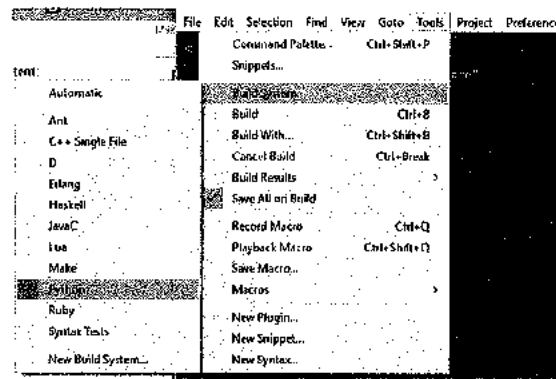 File Edit Selection Find View Goto Tools Project Preference
Command Palette... Ctrl+Shift+P
Snippets...
tent:
Build System
Build Ctrl+B
Build With... Ctrl+Shift+B
Cancel Build Ctrl+Break
Build Results >
Save All on Build
Record Macro Ctrl+Q
Playback Macro Ctrl+Shift+Q
Save Macro...
Macros >
New Plugin...
New Snippet...
New Syntax...
Automatic
Ant
C++ Single File
D
Erlang
Haskell
JavaC
Lua
Make
Python
Ruby
Syntax Tests
New Build System...